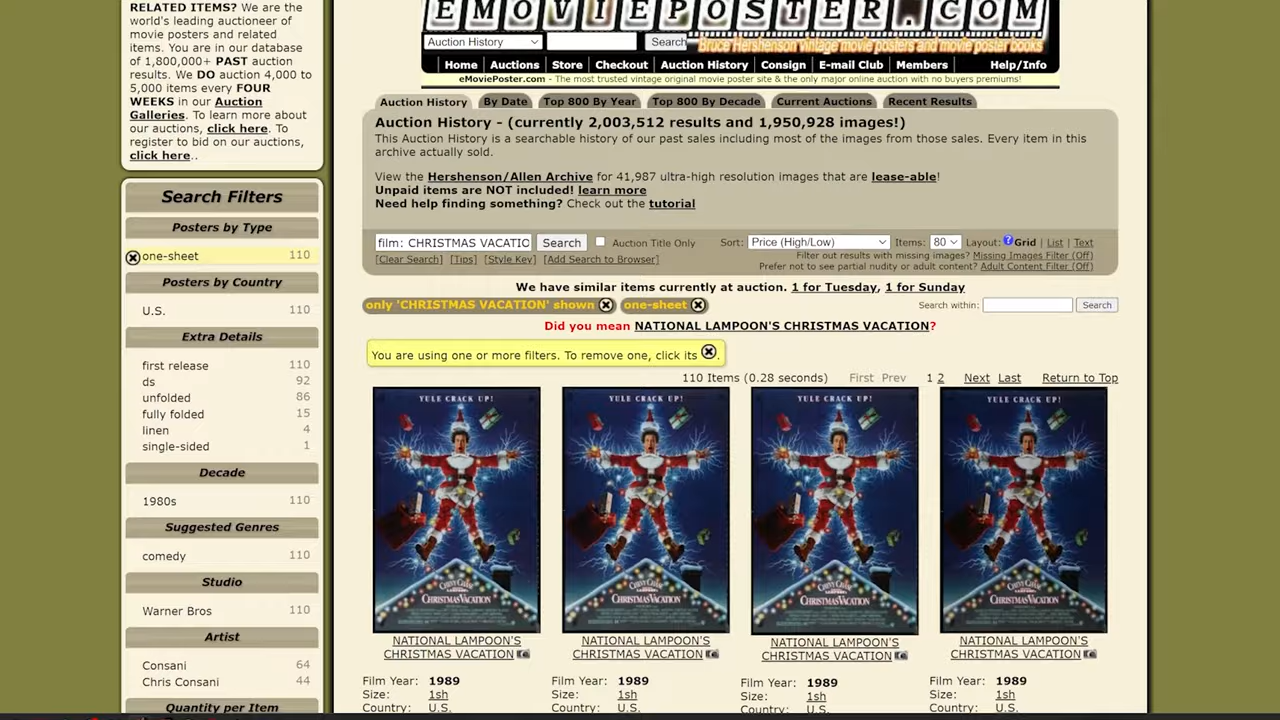 RELATED ITEMS? We are the
world's leading auctioneer of
movie posters and related
items. You are in our database
of 1,800,000+ PAST auction
results. We DO auction 4,000 to
5,000 items every FOUR
WEEKS in our Auction
Galleries. To learn more about
our auctions, click here. To
register to bid on our auctions,
click here..
Search Filters
Posters by Type
one-sheet 110
Posters by Country
U.S. 110
Extra Details
first release 110
ds 92
unfolded 86
fully folded 15
linen 4
single-sided 1
Decade
1980s 110
Suggested Genres
comedy 110
Studio
Warner Bros 110
Artist
Consani 64
Chris Consani 44
Quantity per Item
EMOVIEPOSTER.COM
Auction History Search
Bruce Hershenson vintage movie posters and movie poster books
Home Auctions Store Checkout Auction History Consign E-mail Club Members Help/Info
eMoviePoster.com - The most trusted vintage original movie poster site & the only major online auction with no buyers premiums!
Auction History By Date Top 800 By Year Top 800 By Decade Current Auctions Recent Results
Auction History - (currently 2,003,512 results and 1,950,928 images!)
This Auction History is a searchable history of our past sales including most of the images from those sales. Every item in this
archive actually sold.
View the Hershenson/Allen Archive for 41,987 ultra-high resolution images that are lease-able!
Unpaid items are NOT included! learn more
Need help finding something? Check out the tutorial
film: CHRISTMAS VACATIO Search Auction Title Only Sort: Price (High/Low) Items: 80 Layout: ? Grid | List | Text
[Clear Search] [Tips] [Style Key] [Add Search to Browser] Filter out results with missing images? Missing Images Filter (Off)
Prefer not to see partial nudity or adult content? Adult Content Filter (Off)
We have similar items currently at auction. 1 for Tuesday, 1 for Sunday
only 'CHRISTMAS VACATION' shown one-sheet Search within: Search
Did you mean NATIONAL LAMPOON'S CHRISTMAS VACATION?
You are using one or more filters. To remove one, click its .
110 Items (0.28 seconds) First Prev 1 2 Next Last Return to Top
YULE CRACK UP! YULE CRACK UP! YULE CRACK UP! YULE CRACK UP!
CHEVY CHASE CHEVY CHASE CHEVY CHASE CHEVY CHASE
CHRISTMAS VACATION CHRISTMAS VACATION CHRISTMAS VACATION CHRISTMAS VACATION
NATIONAL LAMPOON'S NATIONAL LAMPOON'S NATIONAL LAMPOON'S NATIONAL LAMPOON'S
CHRISTMAS VACATION CHRISTMAS VACATION CHRISTMAS VACATION CHRISTMAS VACATION
Film Year: 1989 Film Year: 1989 Film Year: 1989 Film Year: 1989
Size: 1sh Size: 1sh Size: 1sh Size: 1sh
Country: U.S. Country: U.S. Country: U.S. Country: U.S.